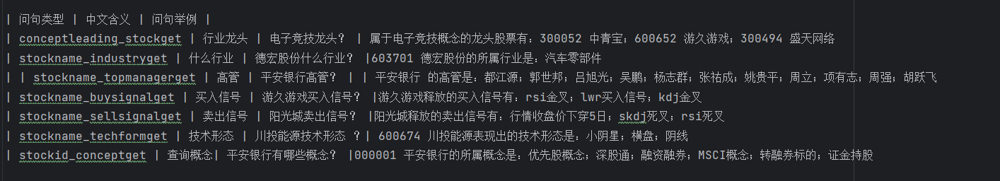 | 问句类型 | 中文含义 | 问句举例 |
| conceptleading_stockget | 行业龙头 | 电子竞技龙头? | 属于电子竞技概念的龙头股票有：300052 中青宝；600652 游久游戏；300494 盛天网络
| stockname_industryget | 什么行业 | 德宏股份什么行业? |603701 德宏股份的所属行业是：汽车零部件
| | stockname_topmanagerget | 高管 | 平安银行高管? | | 平安银行 的高管是：都江源；郭世邦；吕旭光；吴鹏；杨志群；张祐成；姚贵平；周立；项有志；周强；胡跃飞
| stockname_buysignalget | 买入信号 | 游久游戏买入信号? |游久游戏释放的买入信号有：rsi金叉；lwr买入信号；kdj金叉
| stockname_sellsignalget | 卖出信号 | 阳光城卖出信号? |阳光城释放的卖出信号有：行情收盘价下穿5日；skdj死叉；rsi死叉
| stockname_techformget | 技术形态 | 川投能源技术形态 ？| 600674 川投能源表现出的技术形态是：小阴星；横盘；阴线
| stockid_conceptget | 查询概念| 平安银行有哪些概念? |000001 平安银行的所属概念是：优先股概念；深股通；融资融券；MSCI概念；转融券标的；证金持股